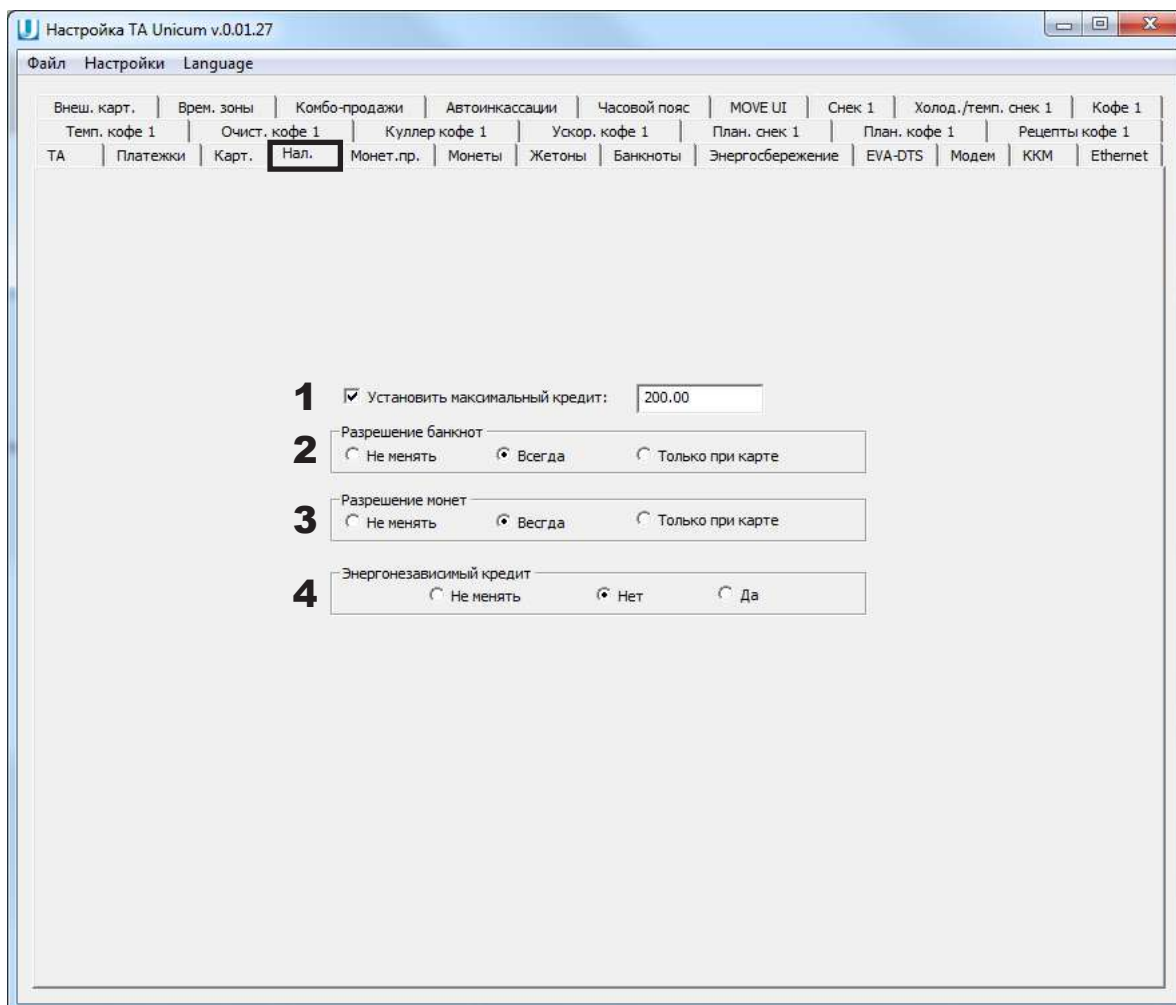 Настройка TA Unicum v.0.01.27
Файл Настройки Language
Внеш. карт. Врем. зоны Комбо-продажи Автоинкассации Часовой пояс MOVE UI Снек 1 Холод./темп. снек 1 Кофе 1
Темп. кофе 1 Очист. кофе 1 Куллер кофе 1 Ускор. кофе 1 План. снек 1 План. кофе 1 Рецепты кофе 1
ТА Платежки Карт. Нал. Монет.пр. Монеты Жетоны Банкноты Энергосбережение EVA-DTS Модем ККМ Ethernet
1 Установить максимальный кредит: 200.00
Разрешение банкнот
2 Не менять Всегда Только при карте
Разрешение монет
3 Не менять Весгда Только при карте
Энергонезависимый кредит
4 Не менять Нет Да